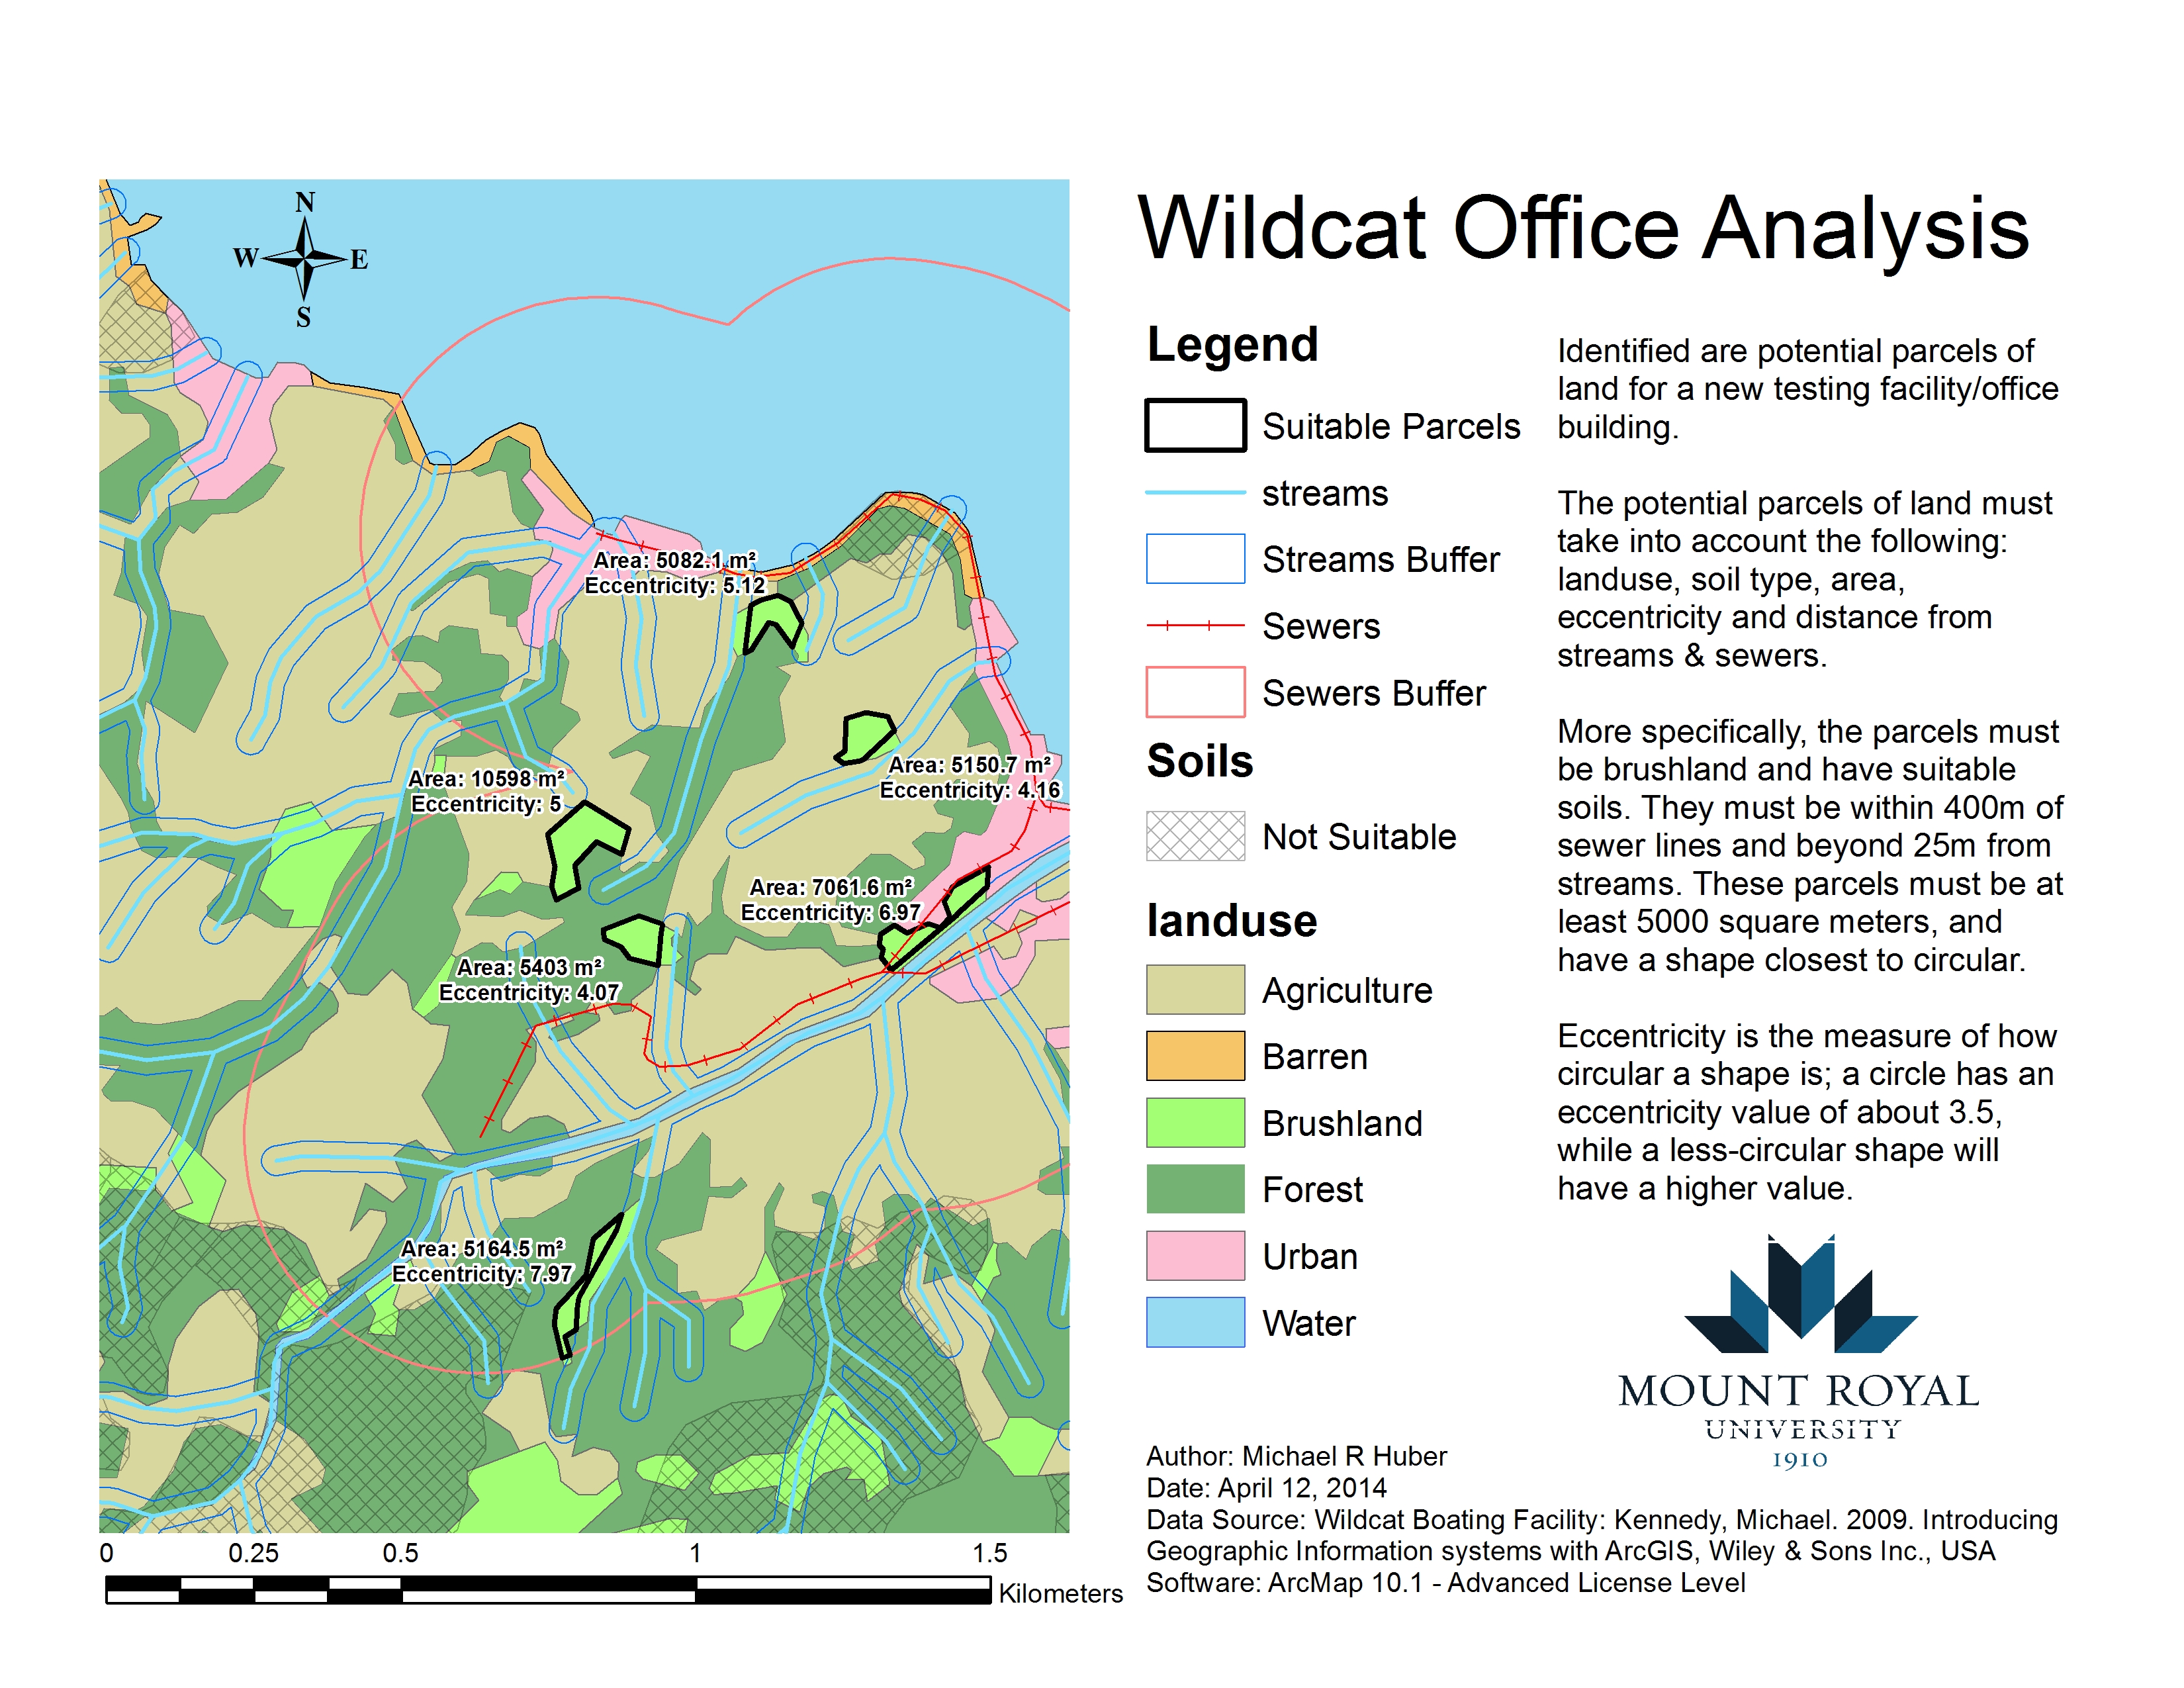 Wildcat Office Analysis
N
W
E
S
Area: 5082.1 m²
Eccentricity: 5.12
Area: 5150.7 m²
Eccentricity: 4.16
Area: 10598 m²
Eccentricity: 5
Area: 7061.6 m²
Eccentricity: 6.97
Area: 5403 m²
Eccentricity: 4.07
Area: 5164.5 m²
Eccentricity: 7.97
0 0.25 0.5 1 1.5
Kilometers
Legend
Suitable Parcels
streams
Streams Buffer
Sewers
Sewers Buffer
Soils
Not Suitable
landuse
Agriculture
Barren
Brushland
Forest
Urban
Water
Identified are potential parcels of
land for a new testing facility/office
building.
The potential parcels of land must
take into account the following:
landuse, soil type, area,
eccentricity and distance from
streams & sewers.
More specifically, the parcels must
be brushland and have suitable
soils. They must be within 400m of
sewer lines and beyond 25m from
streams. These parcels must be at
least 5000 square meters, and
have a shape closest to circular.
Eccentricity is the measure of how
circular a shape is; a circle has an
eccentricity value of about 3.5,
while a less-circular shape will
have a higher value.
MOUNT ROYAL
UNIVERSITY
1910
Author: Michael R Huber
Date: April 12, 2014
Data Source: Wildcat Boating Facility: Kennedy, Michael. 2009. Introducing
Geographic Information systems with ArcGIS, Wiley & Sons Inc., USA
Software: ArcMap 10.1 - Advanced License Level